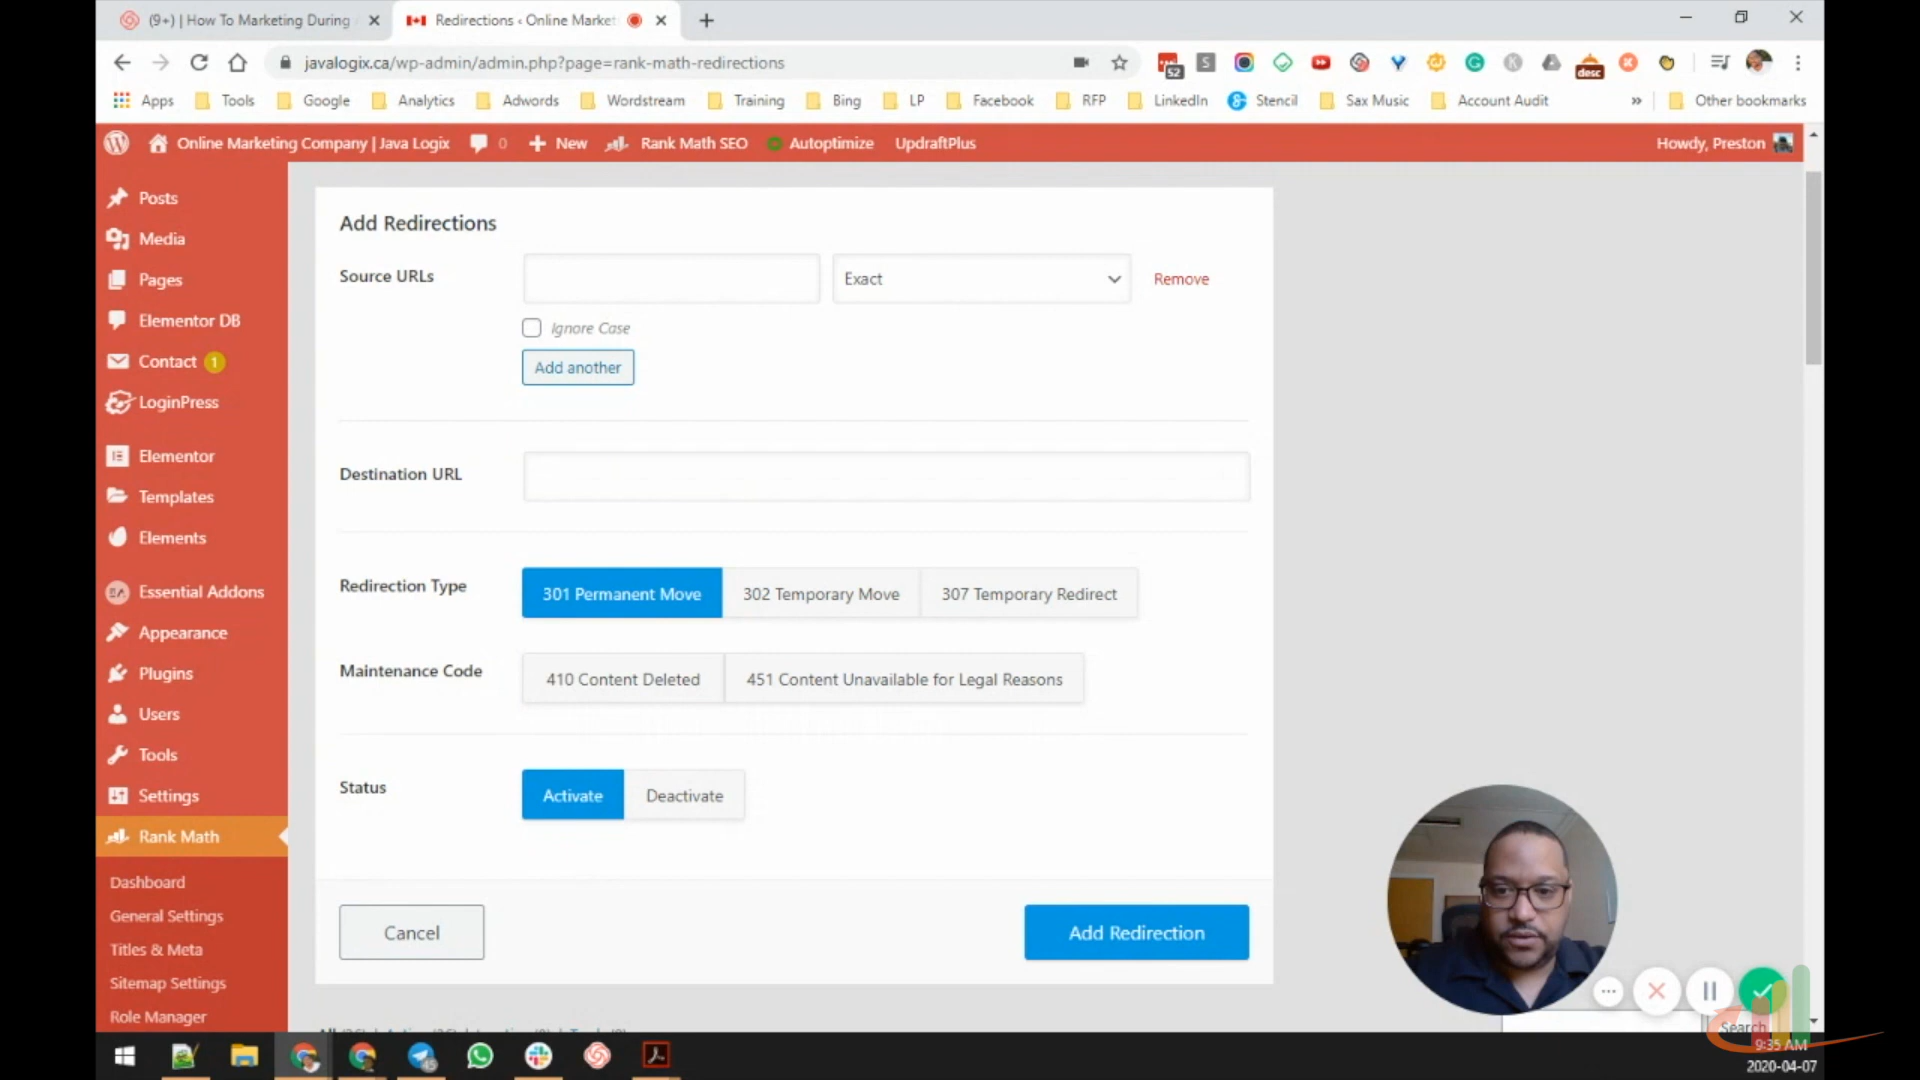 (9+) | How To Marketing During
Redirections ‹ Online Market
javalogix.ca/wp-admin/admin.php?page=rank-math-redirections
52
desc
Apps
Tools
Google
Analytics
Adwords
Wordstream
Training
Bing
LP
Facebook
RFP
LinkedIn
Stencil
Sax Music
Account Audit
»
Other bookmarks
Online Marketing Company | Java Logix
0
New
Rank Math SEO
Autoptimize
UpdraftPlus
Howdy, Preston
Posts
Media
Pages
Elementor DB
Contact 1
LoginPress
Elementor
Templates
Elements
Essential Addons
Appearance
Plugins
Users
Tools
Settings
Rank Math
Dashboard
General Settings
Titles & Meta
Sitemap Settings
Role Manager
Add Redirections
Source URLs
Exact
Remove
Ignore Case
Add another
Destination URL
Redirection Type
301 Permanent Move
302 Temporary Move
307 Temporary Redirect
Maintenance Code
410 Content Deleted
451 Content Unavailable for Legal Reasons
Status
Activate
Deactivate
Cancel
Add Redirection
Search
9:35 AM
2020-04-07